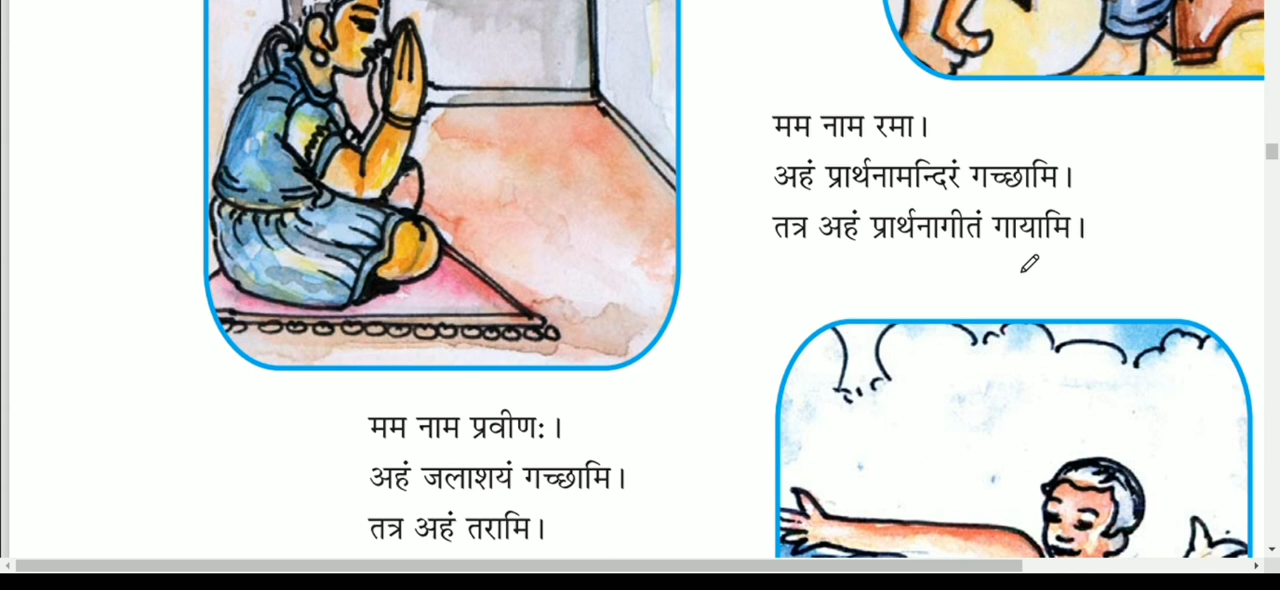 मम नाम रमा।
अहं प्रार्थनामन्दिरं गच्छामि।
तत्र अहं प्रार्थनागीतं गायामि।
मम नाम प्रवीणः।
अहं जलाशयं गच्छामि।
तत्र अहं तरामि।